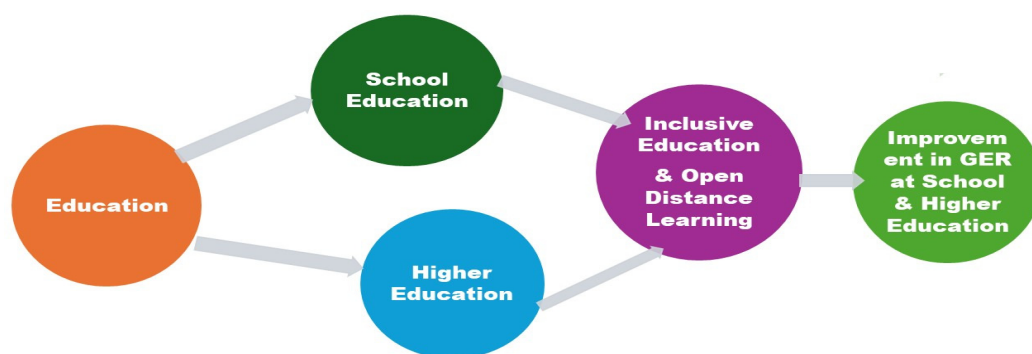 Education
School
Education
Higher
Education
Inclusive
Education
& Open
Distance
Learning
Improvem
ent in GER
at School
& Higher
Education